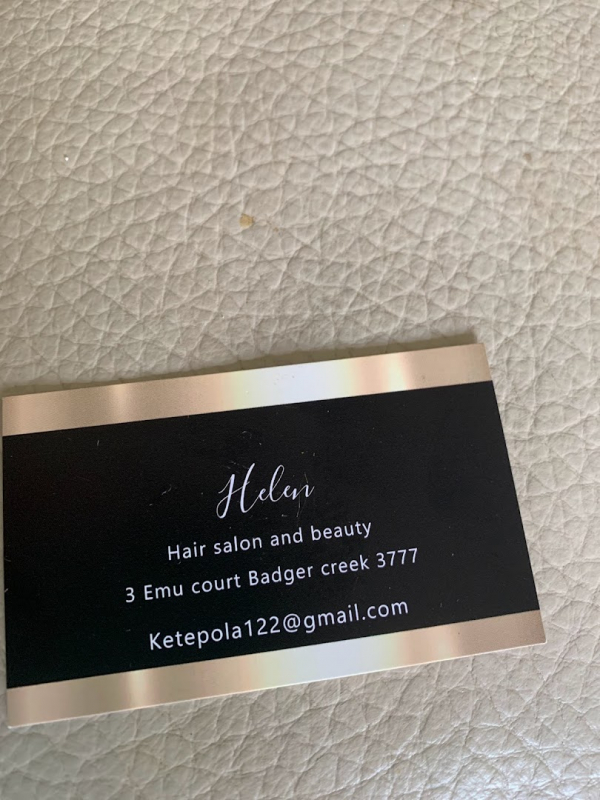 Helen
Hair salon and beauty
3 Emu court Badger creek 3777
Ketepola122@gmail.com